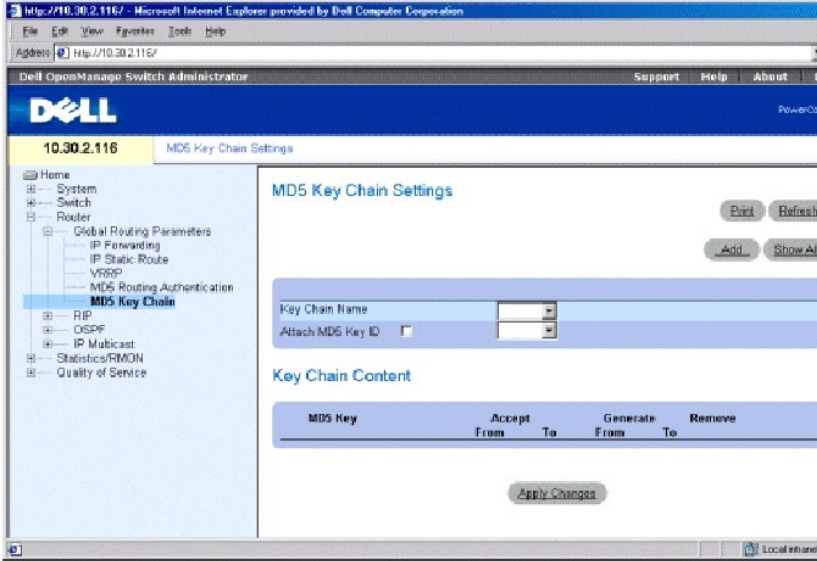 http://10.30.2.116/ - Microsoft Internet Explorer provided by Dell Computer Corporation
File Edit View Favorites Tools Help
Address http://10.30.2.116/
Dell OpenManage Switch Administrator Support Help About
DELL
10.30.2.116 MD5 Key Chain Settings
Home
System
Switch
Router
Global Routing Parameters
IP Forwarding
IP Static Route
VRRP
MD5 Routing Authentication
MD5 Key Chain
RIP
OSPF
IP Multicast
Statistics/RMON
Quality of Service
MD5 Key Chain Settings
Print Refresh
Add Show Al
Key Chain Name
Attach MD5 Key ID
Key Chain Content
MD5 Key Accept Generate Remove
From To From To
Apply Changes
Local intrane